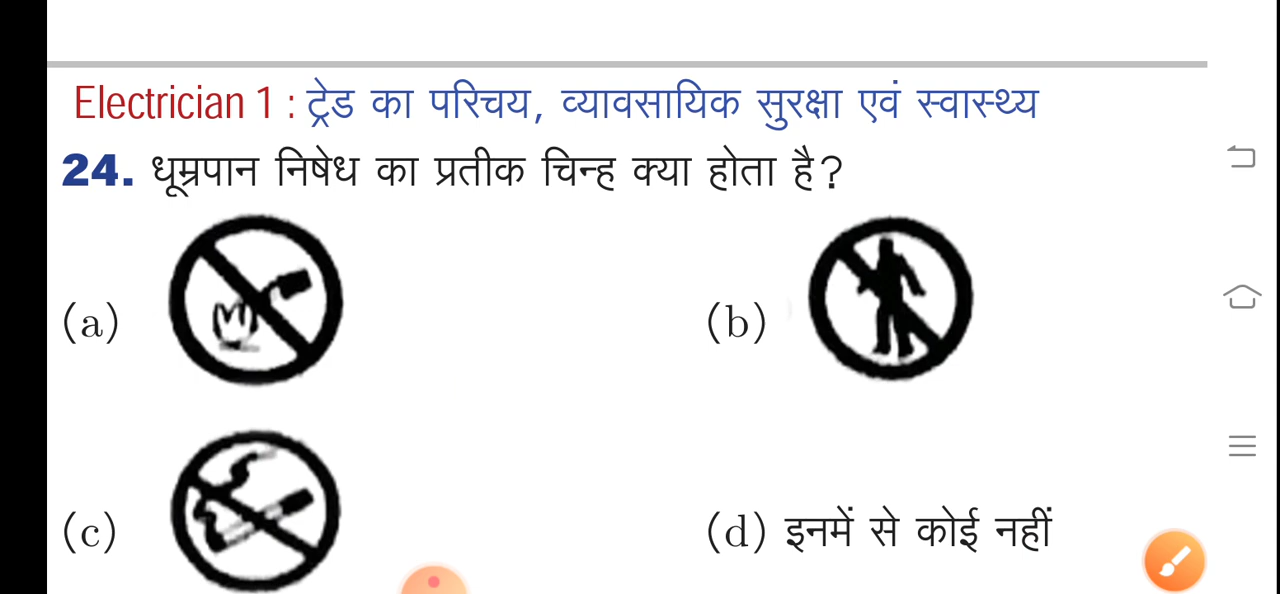 Electrician 1 : ट्रेड का परिचय, व्यावसायिक सुरक्षा एवं स्वास्थ्य
24. धूम्रपान निषेध का प्रतीक चिन्ह क्या होता है?
(a) (b)
(c) (d) इनमें से कोई नहीं